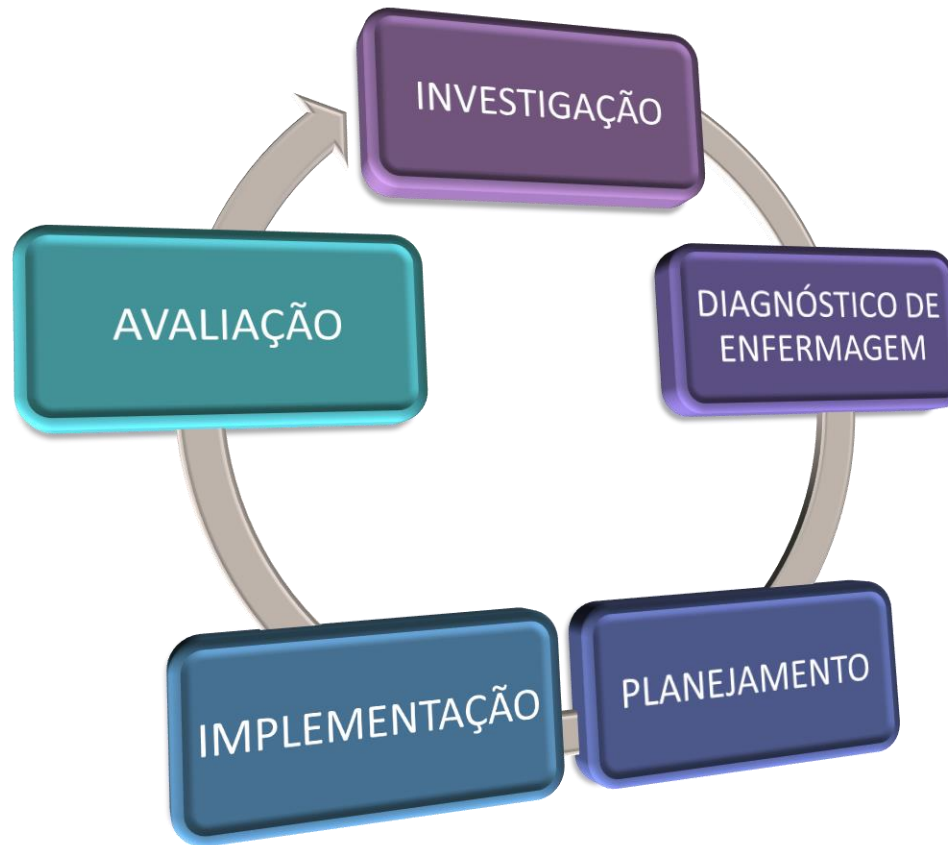 INVESTIGAÇÃO
DIAGNÓSTICO DE
ENFERMAGEM
PLANEJAMENTO
IMPLEMENTAÇÃO
AVALIAÇÃO